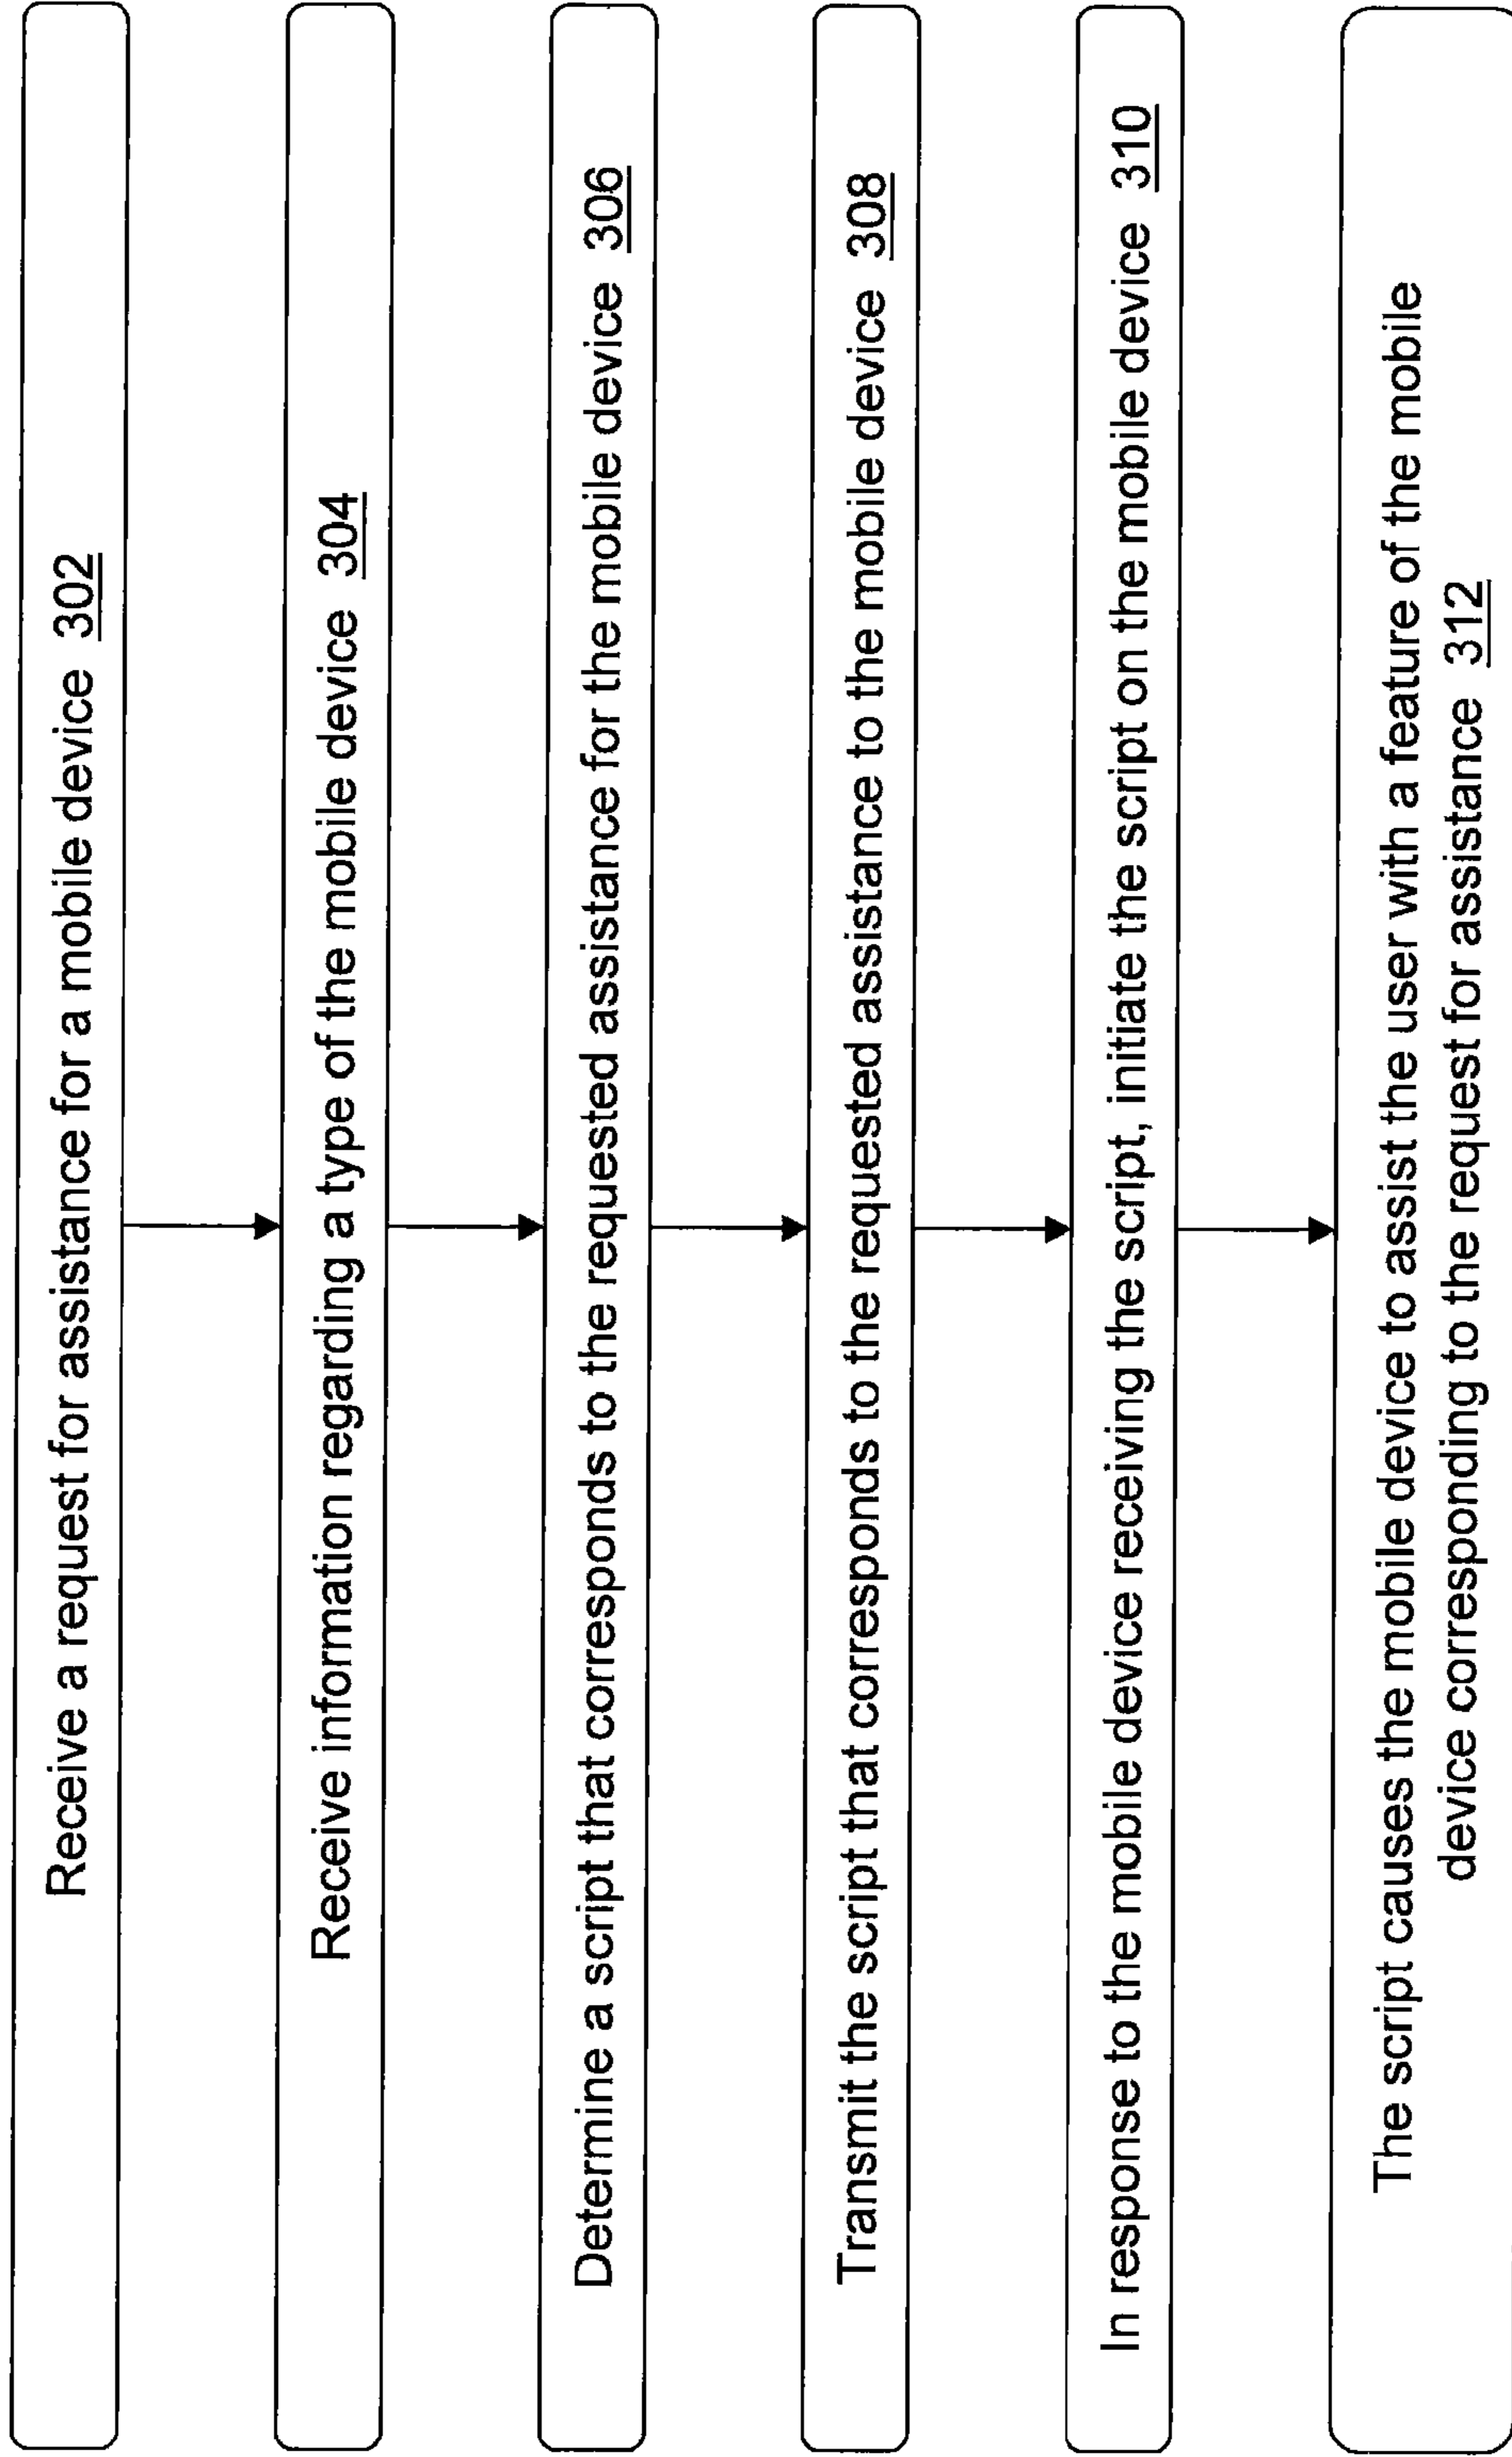 Receive a request for assistance for a mobile device 302
Receive information regarding a type of the mobile device 304
Determine a script that corresponds to the requested assistance for the mobile device 306
Transmit the script that corresponds to the requested assistance to the mobile device 308
In response to the mobile device receiving the script, initiate the script on the mobile device 310
The script causes the mobile device to assist the user with a feature of the mobile
device corresponding to the request for assistance 312